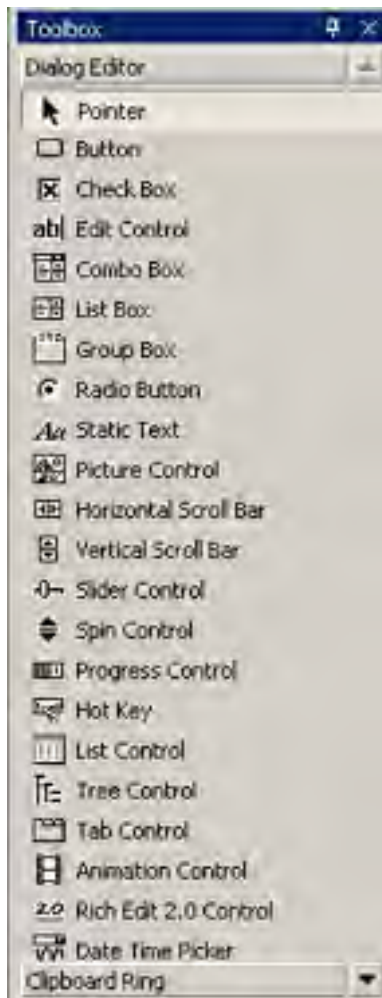 Toolbox
Dialog Editor
Pointer
Button
Check Box
ab| Edit Control
Combo Box
List Box
Group Box
Radio Button
Aa Static Text
Picture Control
Horizontal Scroll Bar
Vertical Scroll Bar
Slider Control
Spin Control
Progress Control
Hot Key
List Control
Tree Control
Tab Control
Animation Control
2.0 Rich Edit 2.0 Control
Date Time Picker
Clipboard Ring